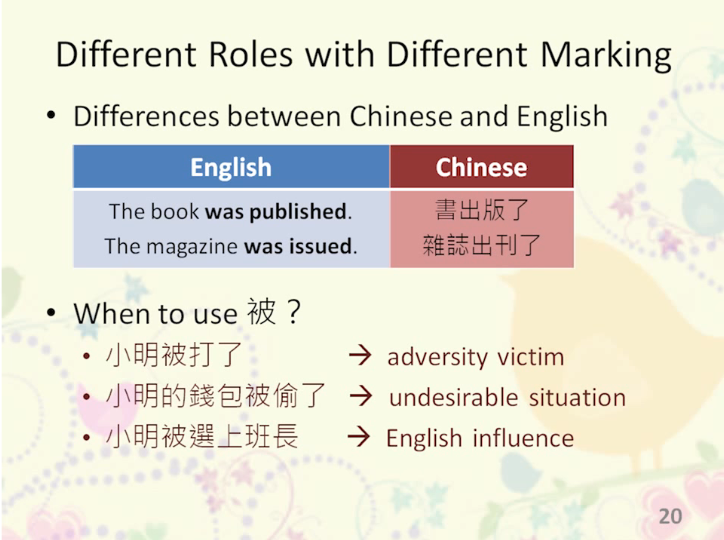 Different Roles with Different Marking
• Differences between Chinese and English
English Chinese
The book was published. 書出版了
The magazine was issued. 雜誌出刊了
• When to use 被？
• 小明被打了 → adversity victim
• 小明的錢包被偷了 → undesirable situation
• 小明被選上班長 → English influence
20